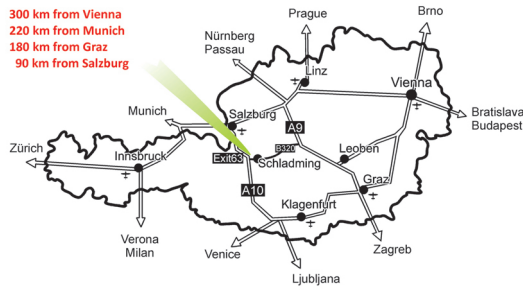 300 km from Vienna
220 km from Munich
180 km from Graz
90 km from Salzburg
Prague
Brno
Nürnberg
Passau
Linz
Vienna
Munich
Salzburg
A9
Bratislava
Budapest
Zürich
Innsbruck
Exit63
B320
Schladming
Leoben
A10
Graz
Klagenfurt
Verona
Milan
Venice
Zagreb
Ljubljana